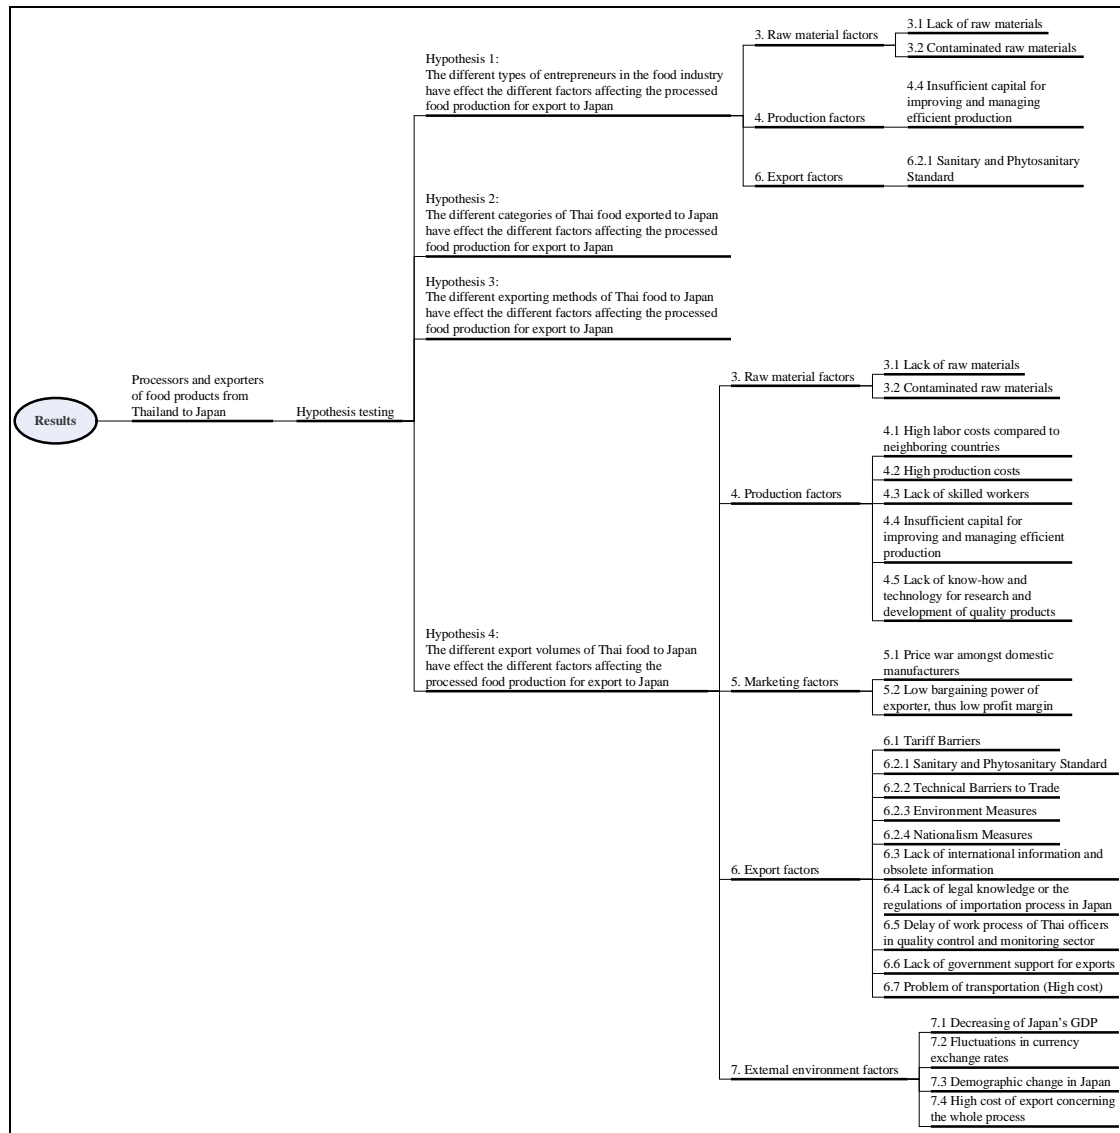 Results
Processors and exporters
of food products from
Thailand to Japan
Hypothesis testing
Hypothesis 1:
The different types of entrepreneurs in the food industry
have effect the different factors affecting the processed
food production for export to Japan
3. Raw material factors
3.1 Lack of raw materials
3.2 Contaminated raw materials
4. Production factors
4.4 Insufficient capital for
improving and managing
efficient production
6. Export factors
6.2.1 Sanitary and Phytosanitary
Standard
Hypothesis 2:
The different categories of Thai food exported to Japan
have effect the different factors affecting the processed
food production for export to Japan
Hypothesis 3:
The different exporting methods of Thai food to Japan
have effect the different factors affecting the processed
food production for export to Japan
Hypothesis 4:
The different export volumes of Thai food to Japan
have effect the different factors affecting the
processed food production for export to Japan
3. Raw material factors
3.1 Lack of raw materials
3.2 Contaminated raw materials
4. Production factors
4.1 High labor costs compared to
neighboring countries
4.2 High production costs
4.3 Lack of skilled workers
4.4 Insufficient capital for
improving and managing efficient
production
4.5 Lack of know-how and
technology for research and
development of quality products
5. Marketing factors
5.1 Price war amongst domestic
manufacturers
5.2 Low bargaining power of
exporter, thus low profit margin
6. Export factors
6.1 Tariff Barriers
6.2.1 Sanitary and Phytosanitary Standard
6.2.2 Technical Barriers to Trade
6.2.3 Environment Measures
6.2.4 Nationalism Measures
6.3 Lack of international information and
obsolete information
6.4 Lack of legal knowledge or the
regulations of importation process in Japan
6.5 Delay of work process of Thai officers
in quality control and monitoring sector
6.6 Lack of government support for exports
6.7 Problem of transportation (High cost)
7. External environment factors
7.1 Decreasing of Japan's GDP
7.2 Fluctuations in currency
exchange rates
7.3 Demographic change in Japan
7.4 High cost of export concerning
the whole process